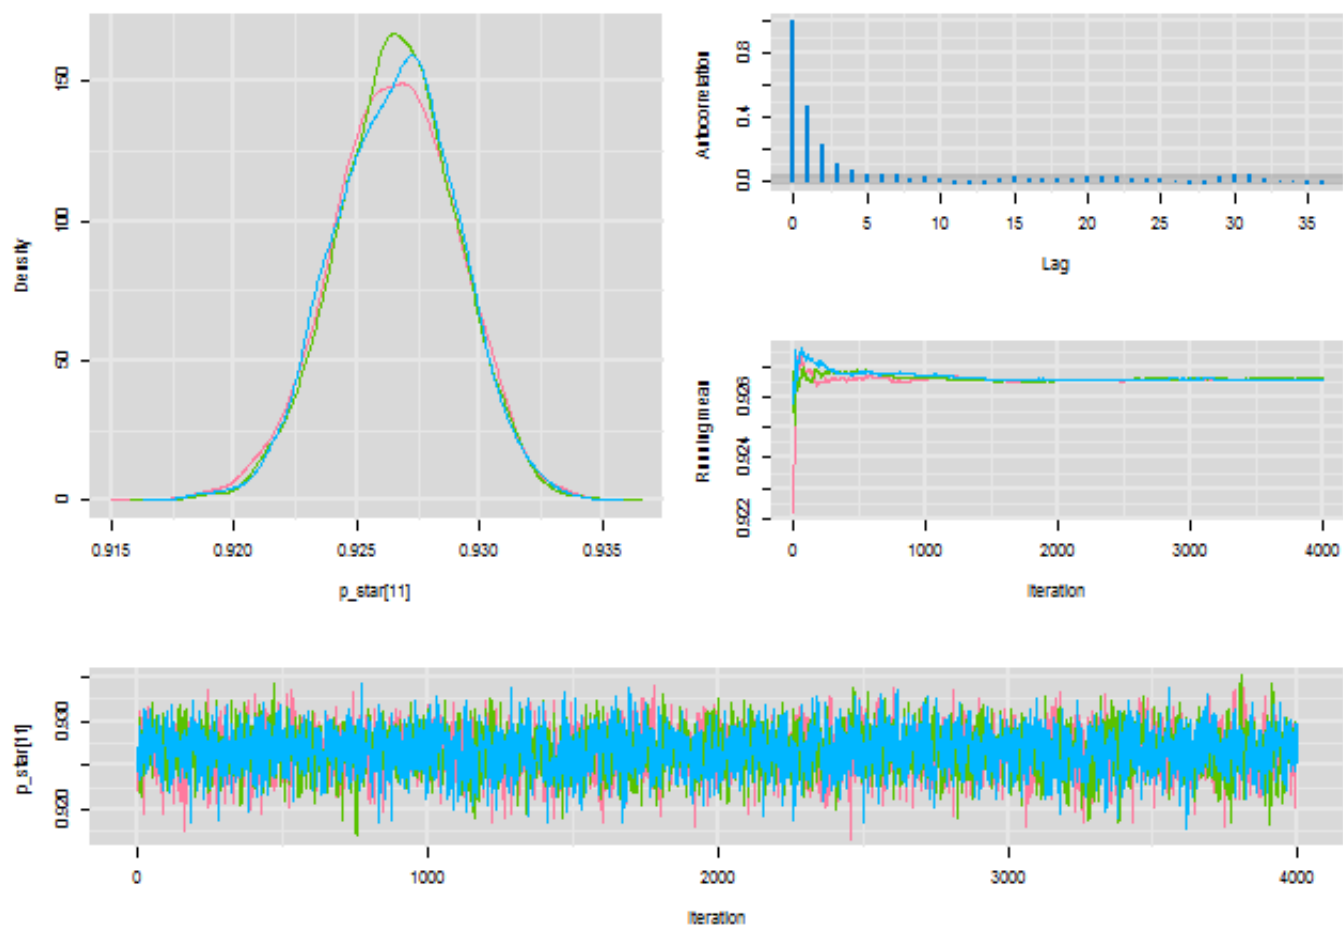 Density
150
100
50
0
0.915 0.920 0.925 0.930 0.935
p_star[11]
Autocorrelation
0.8
0.4
0.0
0 5 10 15 20 25 30 35
Lag
Running mean
0.926
0.924
0.922
0 1000 2000 3000 4000
Iteration
p_star[11]
0.930
0.920
0 1000 2000 3000 4000
Iteration